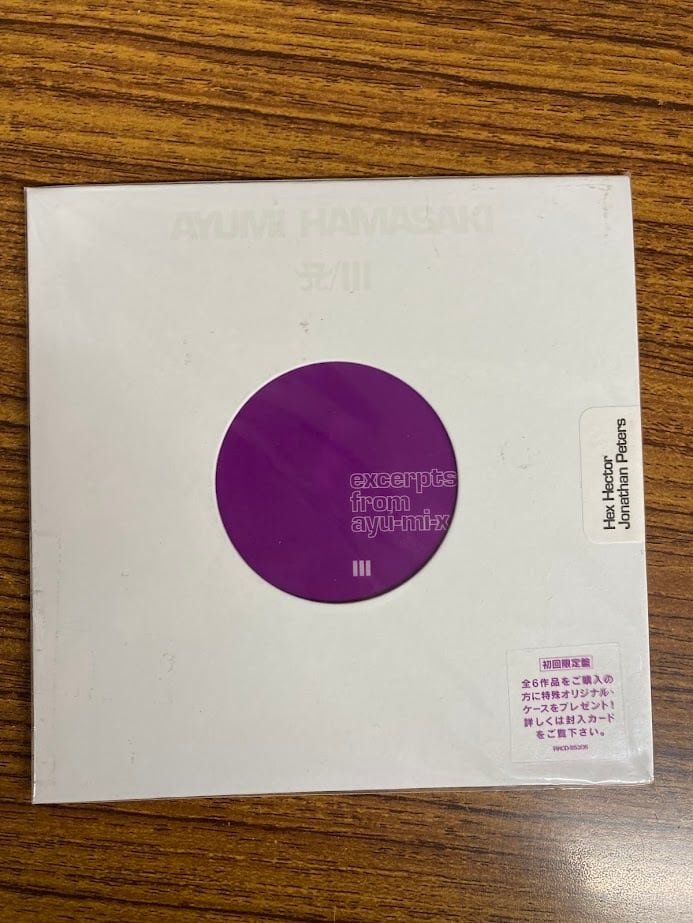 AYUMI HAMASAKI
/III
excerpts
from
ayu-mi-x
III
Hex Hector
Jonathan Peters
初回限定盤
全6作品をご購入の
方に特殊オリジナル・
ケースをプレゼント!
詳しくは封入カード
をご覧下さい。